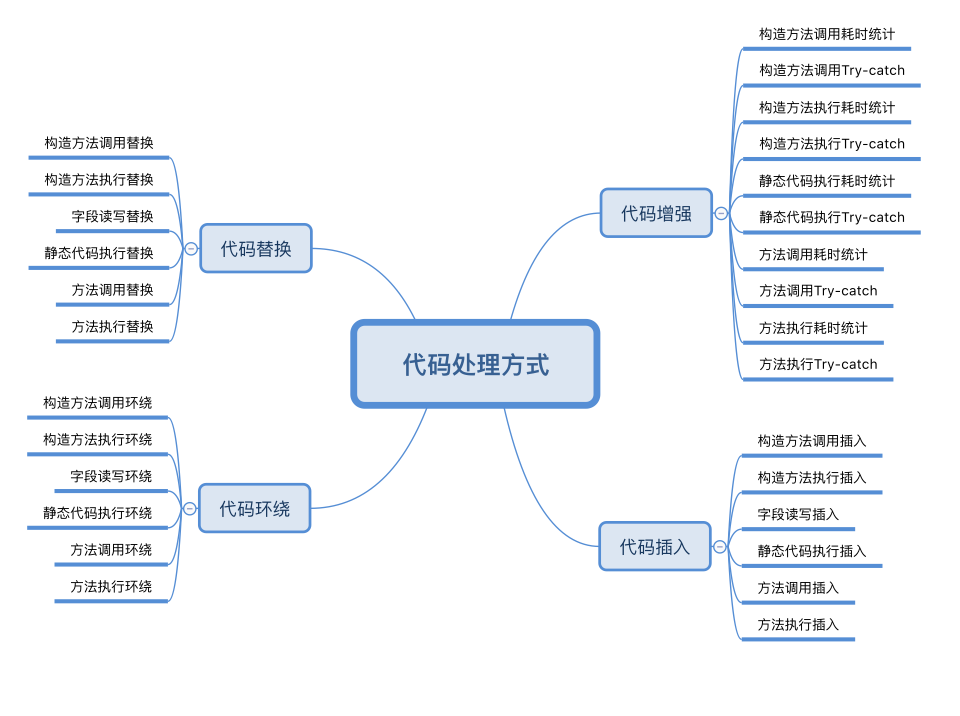 代码处理方式
代码替换
构造方法调用替换
构造方法执行替换
字段读写替换
静态代码执行替换
方法调用替换
方法执行替换
代码环绕
构造方法调用环绕
构造方法执行环绕
字段读写环绕
静态代码执行环绕
方法调用环绕
方法执行环绕
代码增强
构造方法调用耗时统计
构造方法调用Try-catch
构造方法执行耗时统计
构造方法执行Try-catch
静态代码执行耗时统计
静态代码执行Try-catch
方法调用耗时统计
方法调用Try-catch
方法执行耗时统计
方法执行Try-catch
代码插入
构造方法调用插入
构造方法执行插入
字段读写插入
静态代码执行插入
方法调用插入
方法执行插入